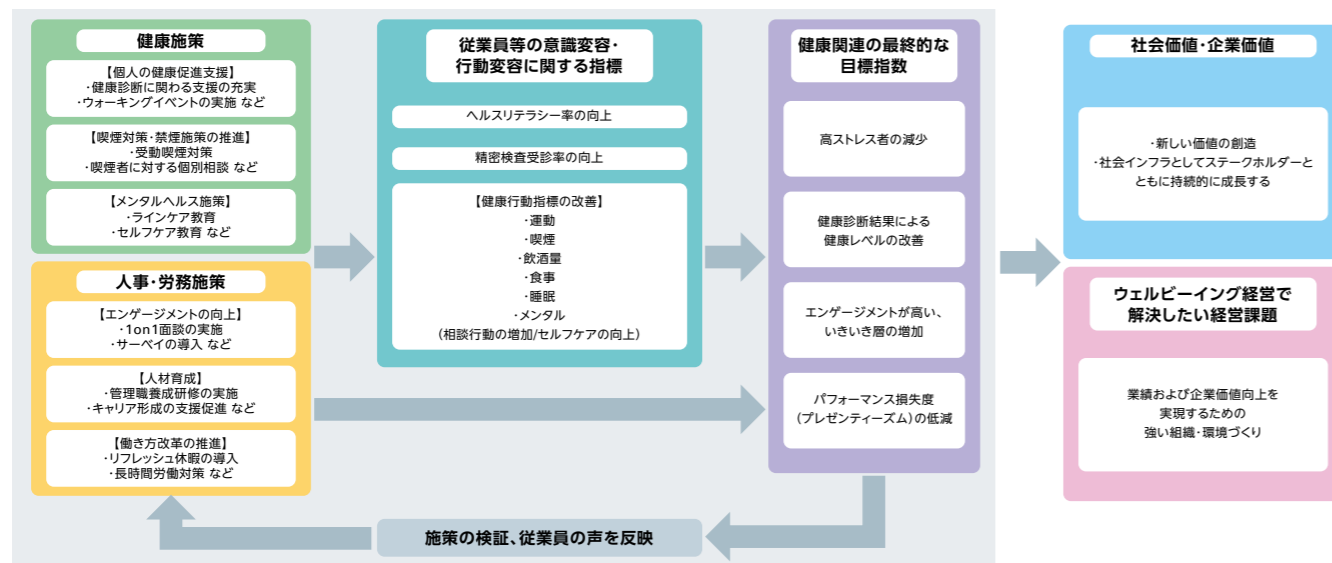 健康施策
【個人の健康促進支援】
・健康診断に関わる支援の充実
・ウォーキングイベントの実施 など
【喫煙対策・禁煙施策の推進】
・受動喫煙対策
・喫煙者に対する個別相談 など
【メンタルヘルス施策】
・ラインケア教育
・セルフケア教育 など
人事・労務施策
【エンゲージメントの向上】
・1on1面談の実施
・サーベイの導入 など
【人材育成】
・管理職養成研修の実施
・キャリア形成の支援促進 など
【働き方改革の推進】
・リフレッシュ休暇の導入
・長時間労働対策 など
従業員等の意識変容・
行動変容に関する指標
ヘルスリテラシー率の向上
精密検査受診率の向上
【健康行動指標の改善】
・運動
・喫煙
・飲酒量
・食事
・睡眠
・メンタル
(相談行動の増加/セルフケアの向上)
健康関連の最終的な
目標指数
高ストレス者の減少
健康診断結果による
健康レベルの改善
エンゲージメントが高い、
いきいき層の増加
パフォーマンス損失度
(プレゼンティーズム)の低減
施策の検証、従業員の声を反映
社会価値・企業価値
・新しい価値の創造
・社会インフラとしてステークホルダーと
ともに持続的に成長する
ウェルビーイング経営で
解決したい経営課題
業績および企業価値向上を
実現するための
強い組織・環境づくり